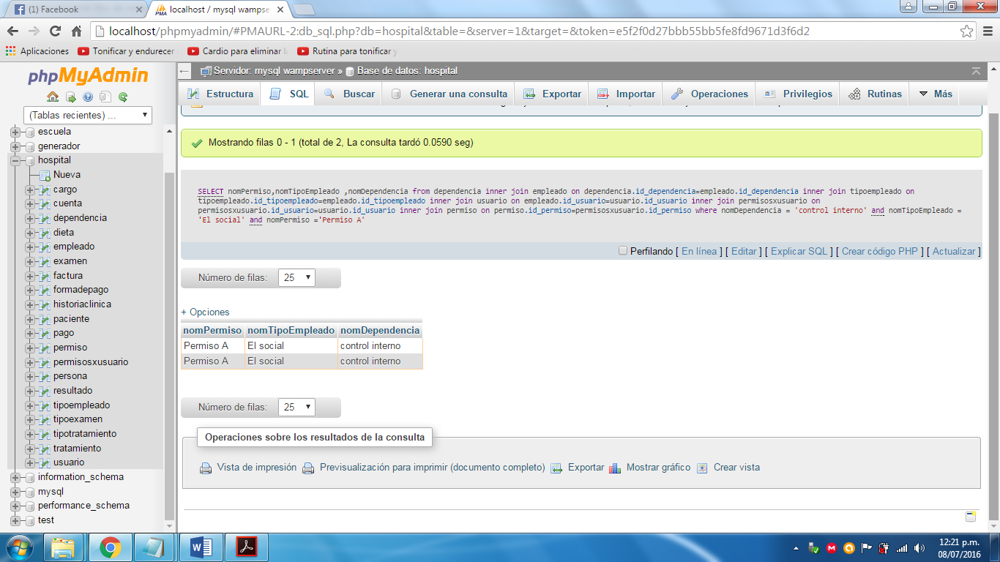 (1) Facebook
localhost / mysql wampse
localhost/phpmyadmin/#PMAURL-2:db_sql.php?db=hospital&table=&server=1&target=&token=e5f2f0d27bbb55bb5fe8fd9671d3f6d2
Aplicaciones
Tonificar y endurecer
Cardio para eliminar
Rutina para tonificar y
phpMyAdmin
(Tablas recientes) ...
escuela
generador
hospital
Nueva
cargo
cuenta
dependencia
dieta
empleado
examen
factura
formadepago
historiaclinica
paciente
pago
permiso
permisosxusuario
persona
resultado
tipoempleado
tipoexamen
tipotratamiento
tratamiento
usuario
information_schema
mysql
performance_schema
test
Servidor: mysql wampserver » Base de datos: hospital
Estructura
SQL
Buscar
Generar una consulta
Exportar
Importar
Operaciones
Privilegios
Rutinas
Más
Mostrando filas 0 - 1 (total de 2, La consulta tardó 0.0590 seg)
SELECT nomPermiso,nomTipoEmpleado ,nomDependencia from dependencia inner join empleado on dependencia.id_dependencia=empleado.id_dependencia inner join tipoempleado on
tipoempleado.id_tipoempleado=empleado.id_tipoempleado inner join usuario on empleado.id_usuario=usuario.id_usuario inner join permisosxusuario on
permisosxusuario.id_usuario=usuario.id_usuario inner join permiso on permiso.id_permiso=permisosxusuario.id_permiso where nomDependencia = 'control interno' and nomTipoEmpleado =
'El social' and nomPermiso ='Permiso A'
Perfilando [ En línea ] [ Editar ] [ Explicar SQL ] [ Crear código PHP ] [ Actualizar ]
Número de filas: 25
+ Opciones
nomPermiso nomTipoEmpleado nomDependencia
Permiso A El social control interno
Permiso A El social control interno
Número de filas: 25
Operaciones sobre los resultados de la consulta
Vista de impresión
Previsualización para imprimir (documento completo)
Exportar
Mostrar gráfico
Crear vista
12:21 p.m.
08/07/2016